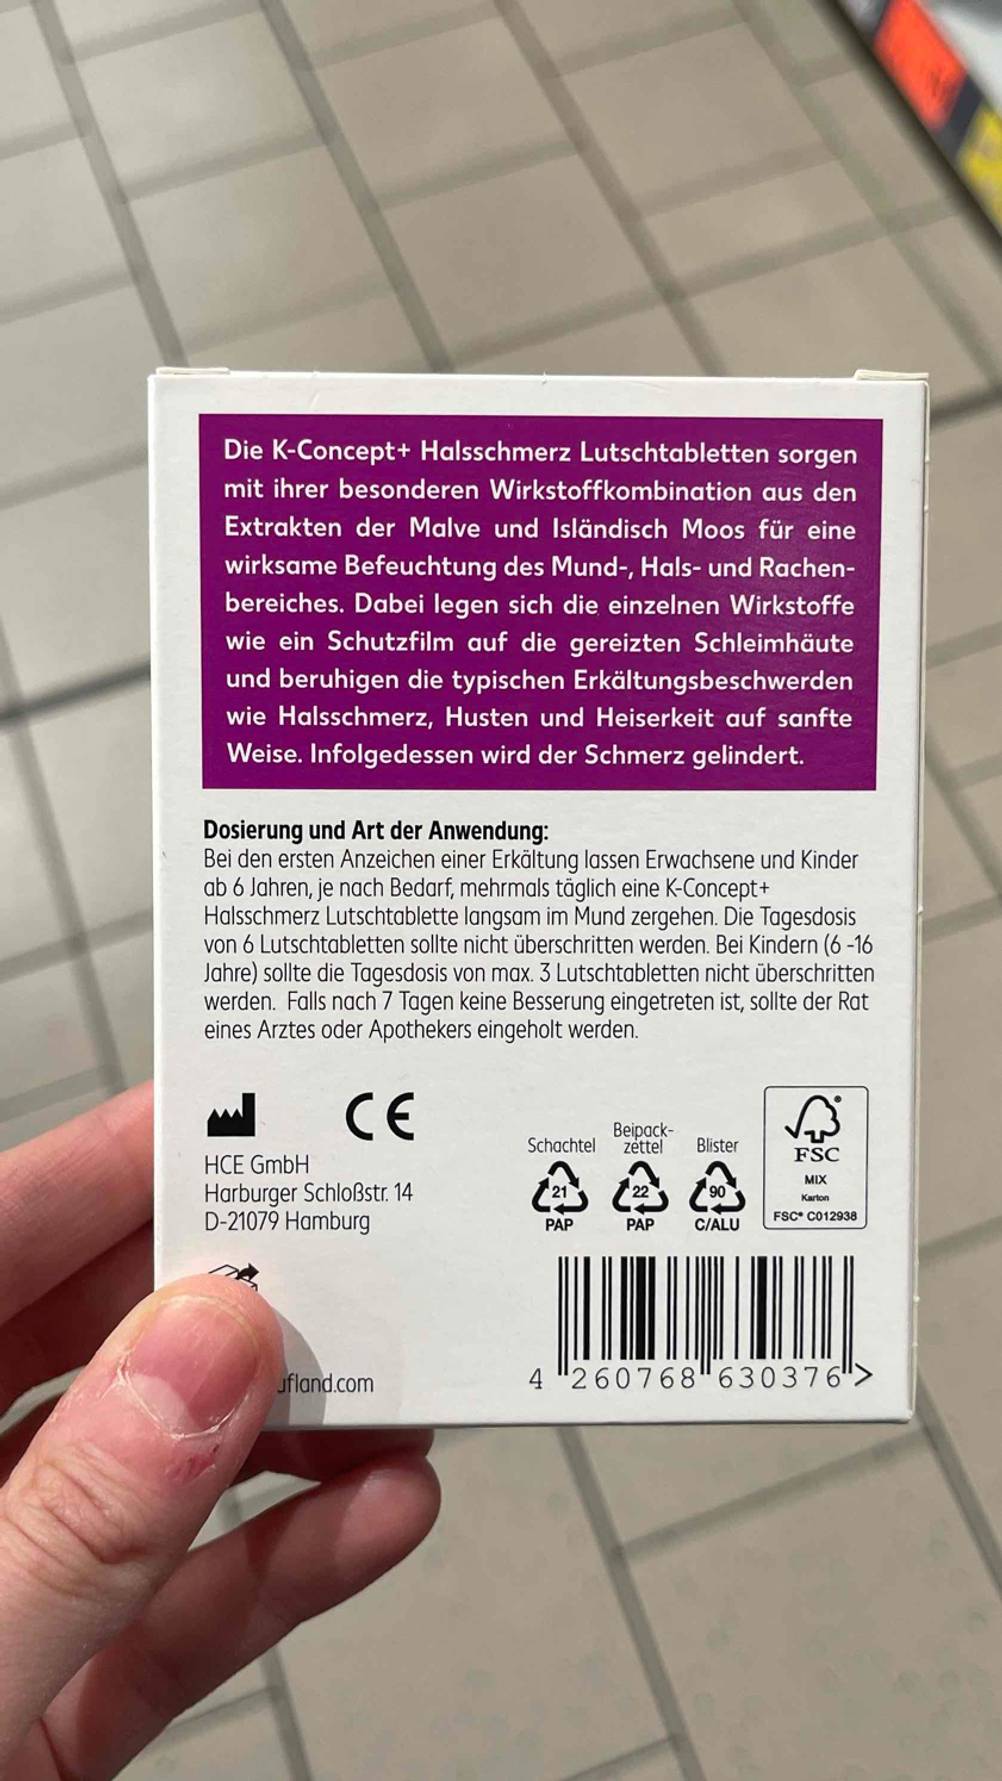 Die K-Concept+ Halsschmerz Lutschtabletten sorgen
mit ihrer besonderen Wirkstoffkombination aus den
Extrakten der Malve und Isländisch Moos für eine
wirksame Befeuchtung des Mund-, Hals- und Rachen-
bereiches. Dabei legen sich die einzelnen Wirkstoffe
wie ein Schutzfilm auf die gereizten Schleimhäute
und beruhigen die typischen Erkältungsbeschwerden
wie Halsschmerz, Husten und Heiserkeit auf sanfte
Weise. Infolgedessen wird der Schmerz gelindert.
Dosierung und Art der Anwendung:
Bei den ersten Anzeichen einer Erkältung lassen Erwachsene und Kinder
ab 6 Jahren, je nach Bedarf, mehrmals täglich eine K-Concept+
Halsschmerz Lutschtablette langsam im Mund zergehen. Die Tagesdosis
von 6 Lutschtabletten sollte nicht überschritten werden. Bei Kindern (6 -16
Jahre) sollte die Tagesdosis von max. 3 Lutschtabletten nicht überschritten
werden. Falls nach 7 Tagen keine Besserung eingetreten ist, sollte der Rat
eines Arztes oder Apothekers eingeholt werden.
CE
HCE GmbH
Harburger Schloßstr. 14
D-21079 Hamburg
Schachtel
21
PAP
Beipack-
zettel
22
PAP
Blister
90
C/ALU
FSC
MIX
Karton
FSC® C012938
ufland.com
4 260768 630376 >